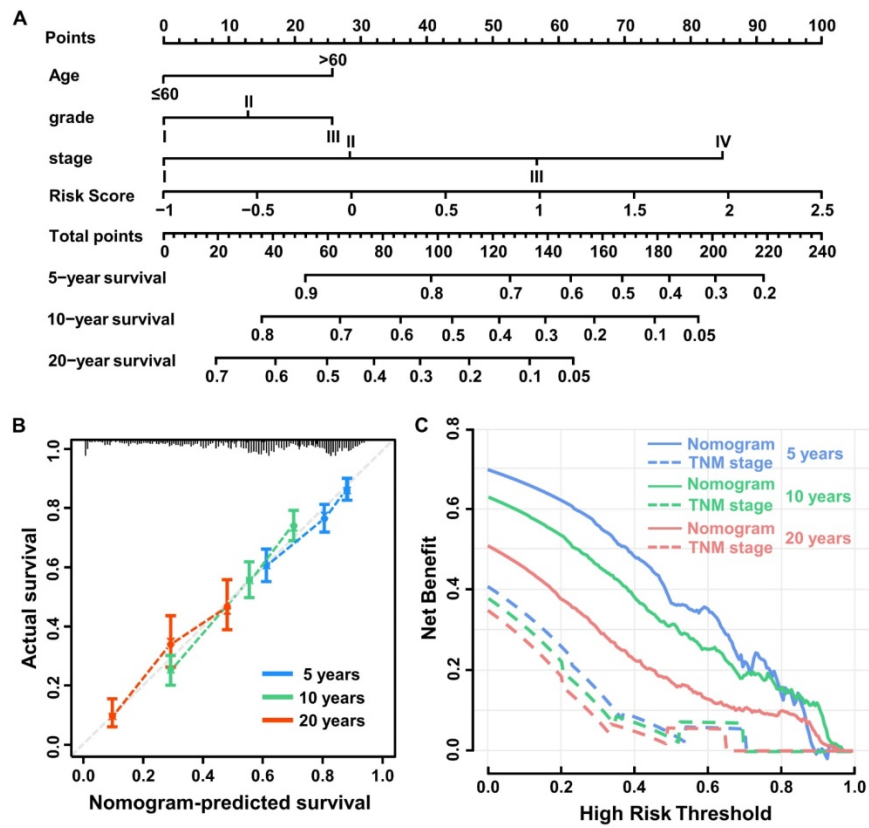 A
Points 0 10 20 30 40 50 60 70 80 90 100
>60
Age
≤60
II
grade
I III II IV
stage
I III
Risk Score
−1 −0.5 0 0.5 1 1.5 2 2.5
Total points
0 20 40 60 80 100 120 140 160 180 200 220 240
5−year survival
0.9 0.8 0.7 0.6 0.5 0.4 0.3 0.2
10−year survival
0.8 0.7 0.6 0.5 0.4 0.3 0.2 0.1 0.05
20−year survival
0.7 0.6 0.5 0.4 0.3 0.2 0.1 0.05
B
Actual survival
1.0
0.8
0.6
0.4
0.2
0.0
5 years
10 years
20 years
0.0 0.2 0.4 0.6 0.8 1.0
Nomogram-predicted survival
C
Net Benefit
0.8
0.6
0.4
0.2
0.0
Nomogram
TNM stage
5 years
Nomogram
TNM stage
10 years
Nomogram
TNM stage
20 years
0.0 0.2 0.4 0.6 0.8 1.0
High Risk Threshold